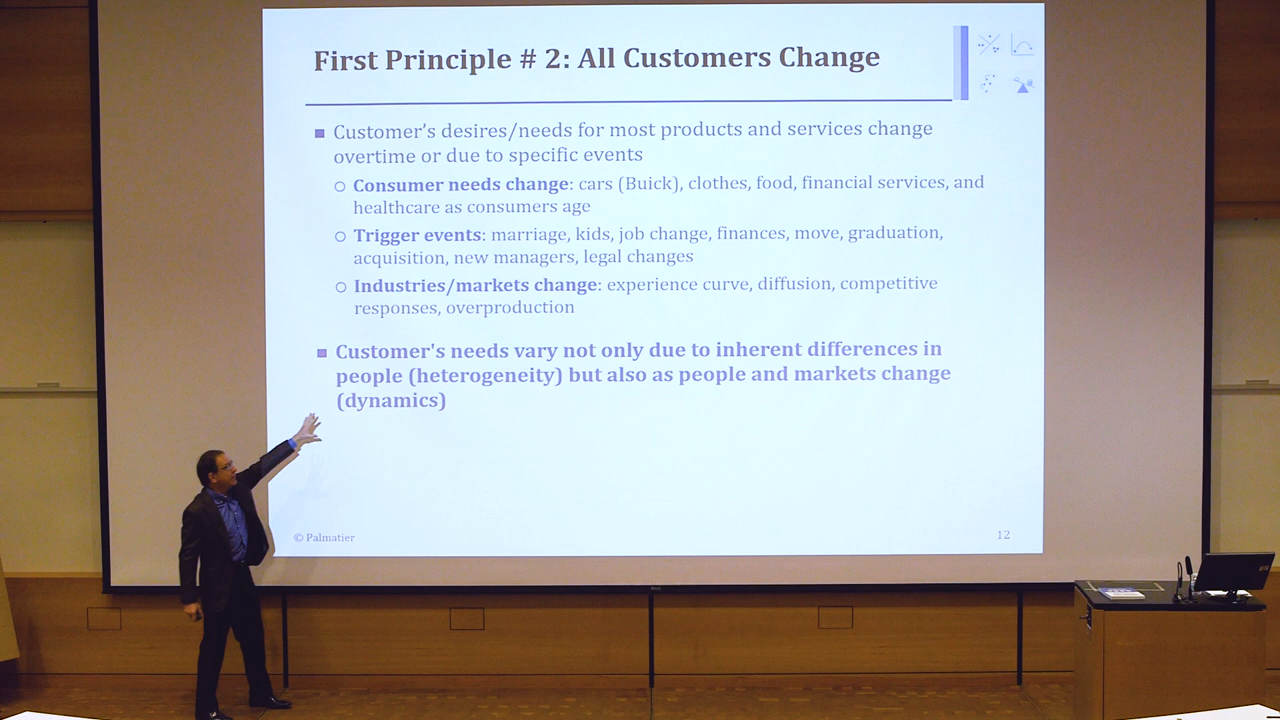 First Principle # 2: All Customers Change
■ Customer’s desires/needs for most products and services change
overtime or due to specific events
○ Consumer needs change: cars (Buick), clothes, food, financial services, and
healthcare as consumers age
○ Trigger events: marriage, kids, job change, finances, move, graduation,
acquisition, new managers, legal changes
○ Industries/markets change: experience curve, diffusion, competitive
responses, overproduction
■ Customer's needs vary not only due to inherent differences in
people (heterogeneity) but also as people and markets change
(dynamics)
© Palmatier
12